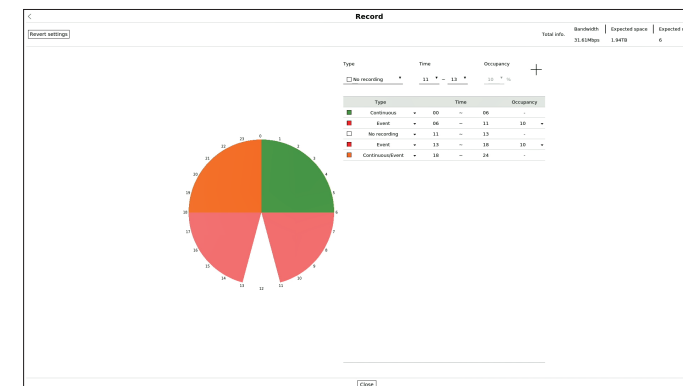 Record
Revert settings
Total info.
Bandwidth Expected space Expected
31.61Mbps 1.94TB 6
Type Time Occupancy
No recording 11 – 13 10 %
Type Time Occupancy
Continuous 00 – 06 -
Event 06 – 11 10
No recording 11 – 13 -
Event 13 – 18 10
Continuous/Event 18 – 24 -
0
1
2
3
4
5
6
7
8
9
10
11
12
13
14
15
16
17
18
19
20
21
22
23
Close